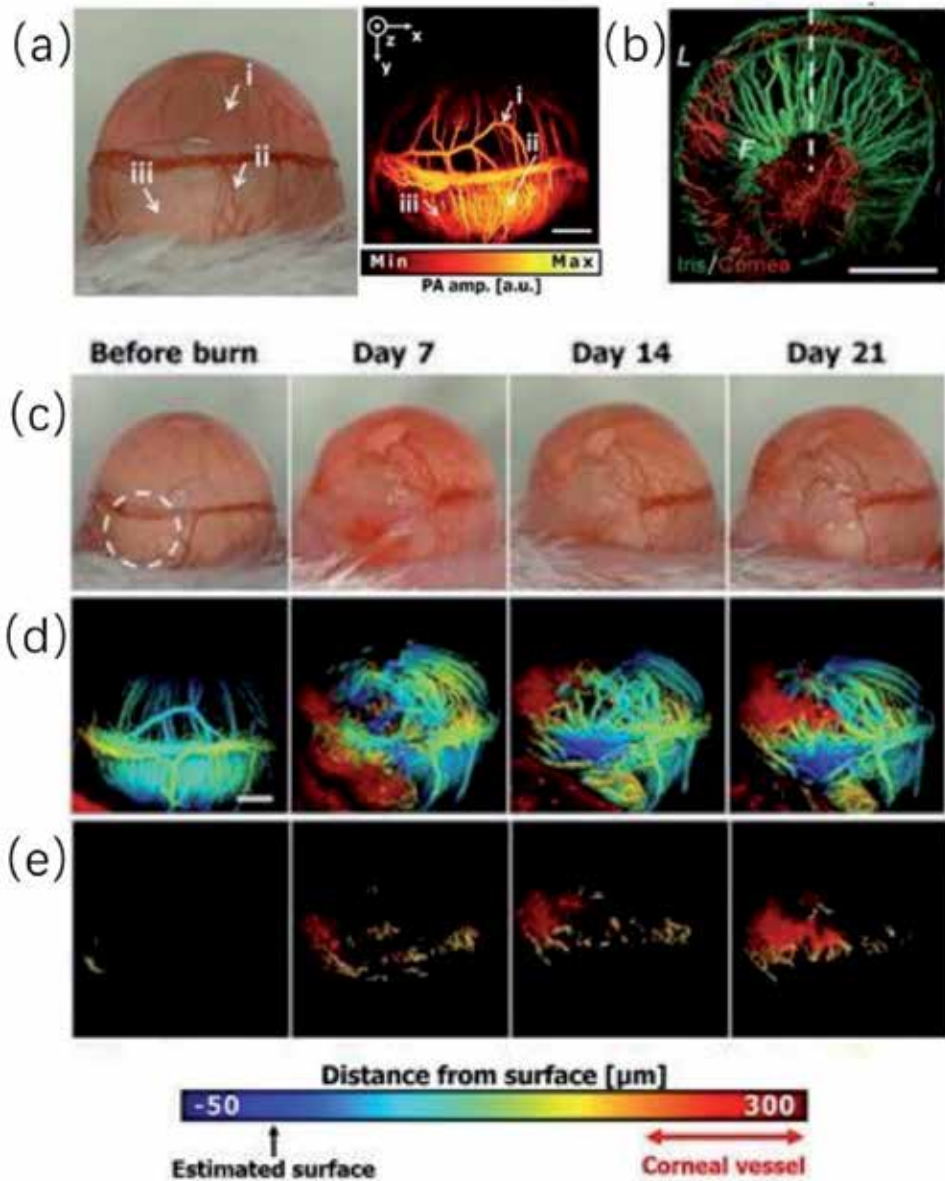 (a)
i
ii
iii
z
x
y
i
ii
iii
Min Max
PA amp. [a.u.]
(b)
L
F
Iris/Cornea
Before burn Day 7 Day 14 Day 21
(c)
(d)
(e)
Distance from surface [µm]
-50 300
Estimated surface
Corneal vessel